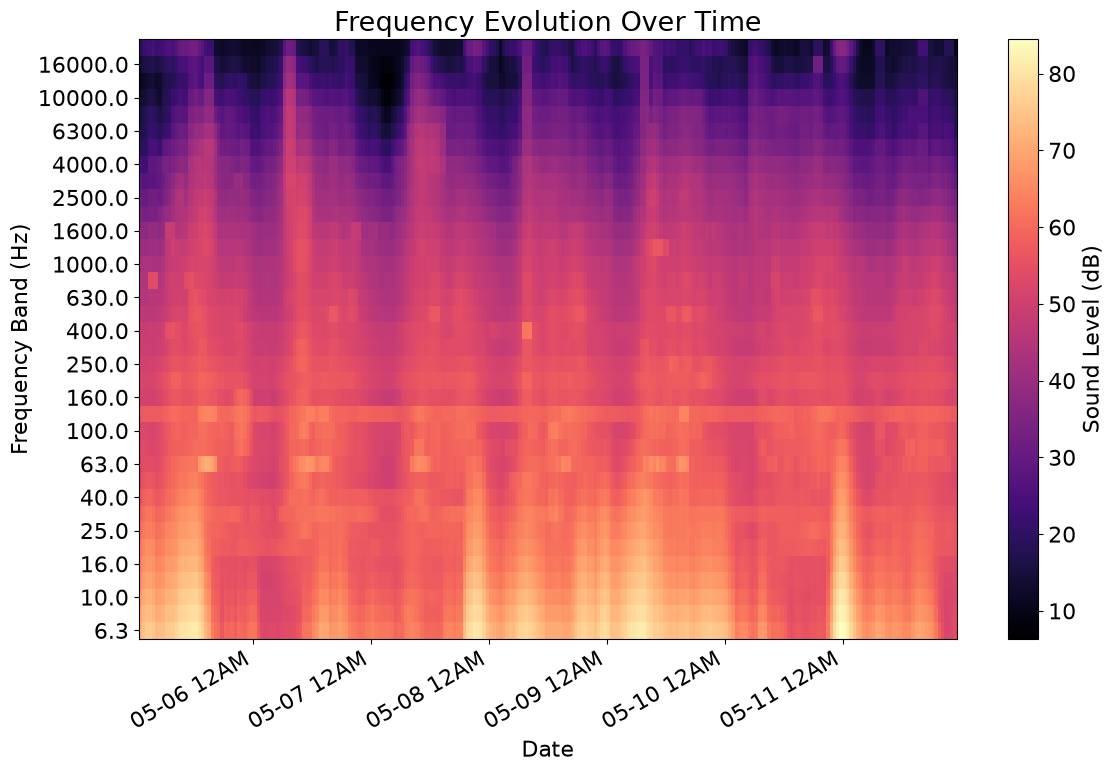 Frequency Evolution Over Time
16000.0
10000.0
6300.0
4000.0
2500.0
1600.0
1000.0
630.0
400.0
250.0
160.0
100.0
63.0
40.0
25.0
16.0
10.0
6.3
Frequency Band (Hz)
05-06 12AM
05-07 12AM
05-08 12AM
05-09 12AM
05-10 12AM
05-11 12AM
Date
80
70
60
50
40
30
20
10
Sound Level (dB)